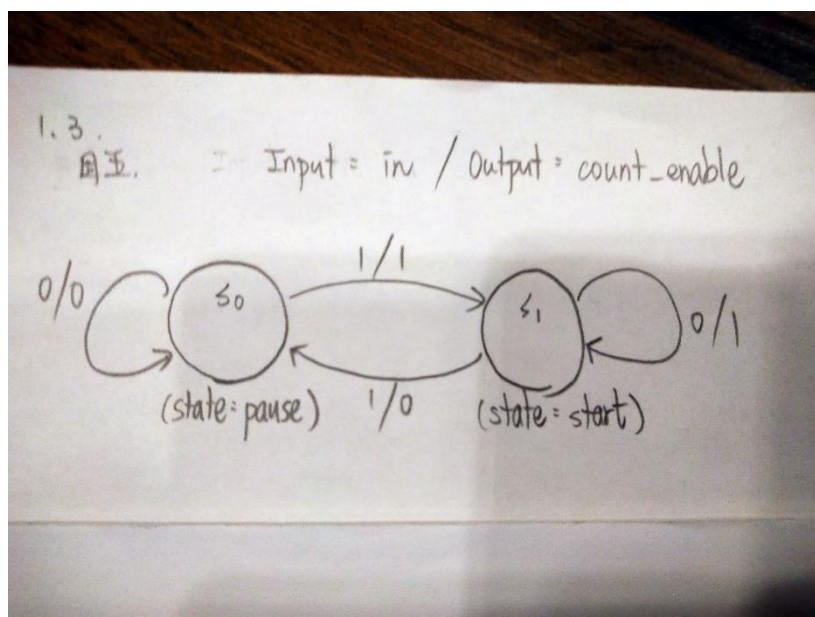 1.3.
Input = in / Output = count_enable
1/1
0/0
S0
S1
0/1
1/0
(state=pause)
(state=start)